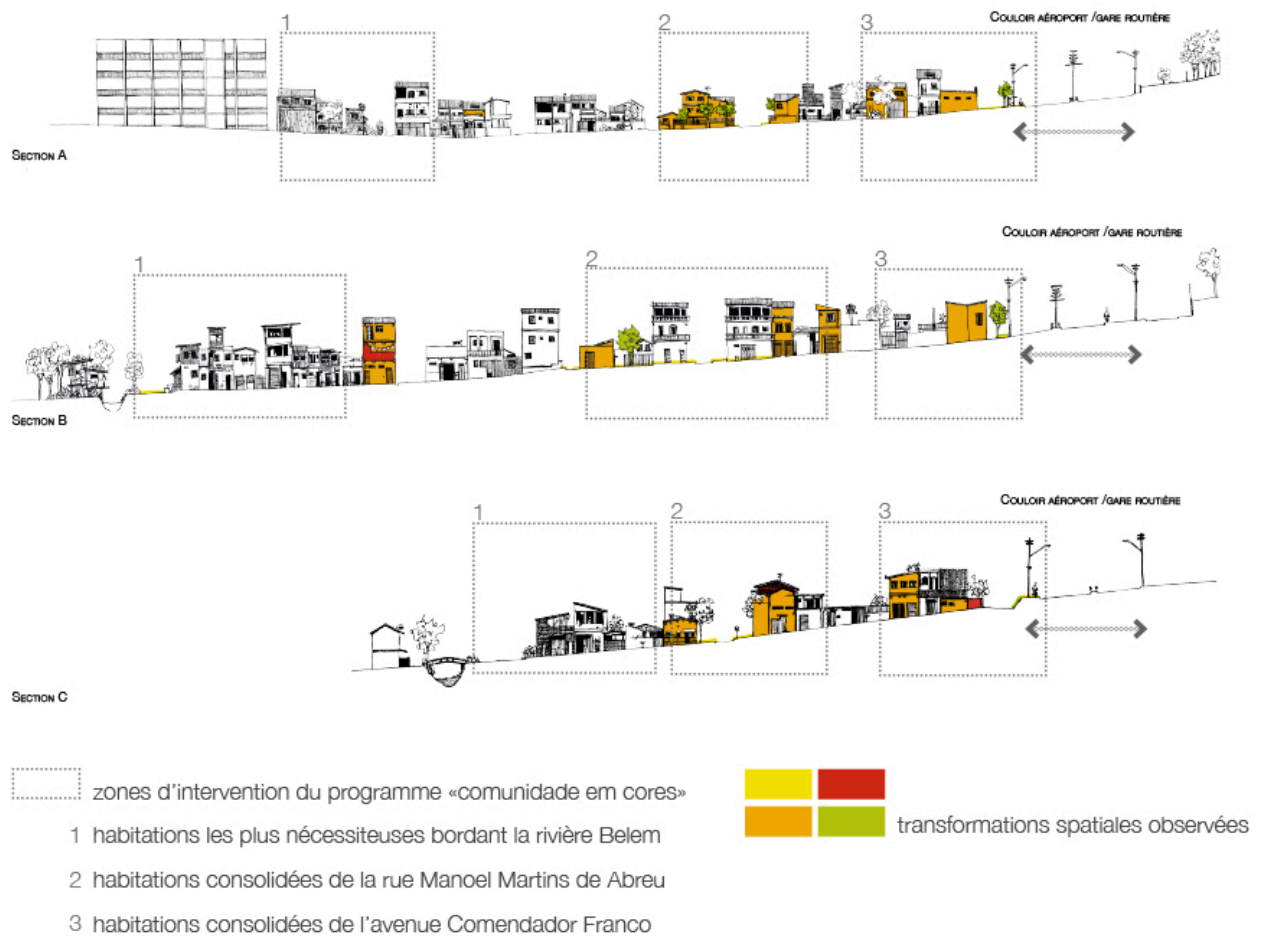 COULOIR AÉROPORT /GARE ROUTIÈRE
1
2
3
SECTION A
COULOIR AÉROPORT /GARE ROUTIÈRE
1
2
3
SECTION B
COULOIR AÉROPORT /GARE ROUTIÈRE
1
2
3
SECTION C
zones d'intervention du programme «comunidade em cores»
1 habitations les plus nécessiteuses bordant la rivière Belem
2 habitations consolidées de la rue Manoel Martins de Abreu
3 habitations consolidées de l'avenue Comendador Franco
transformations spatiales observées